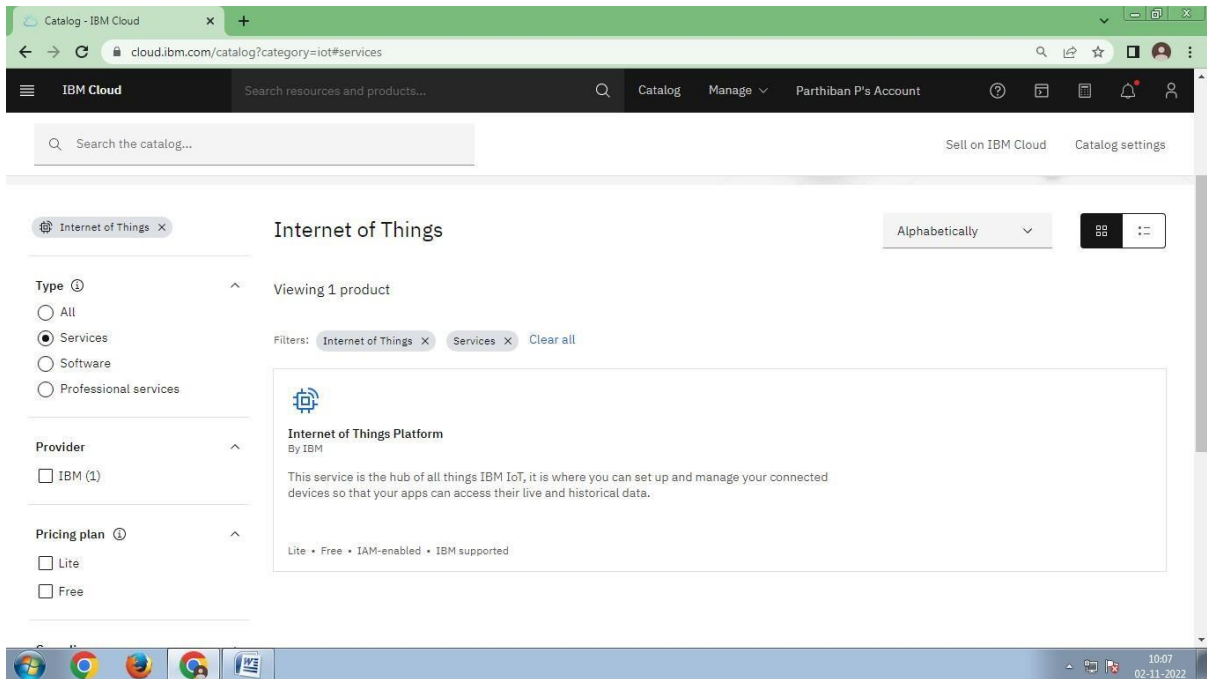 Catalog - IBM Cloud
cloud.ibm.com/catalog?category=iot#services
IBM Cloud
Search resources and products...
Catalog
Manage
Parthiban P's Account
Search the catalog...
Sell on IBM Cloud
Catalog settings
Internet of Things
Type
All
Services
Software
Professional services
Provider
IBM (1)
Pricing plan
Lite
Free
Internet of Things
Alphabetically
Viewing 1 product
Filters: Internet of Things Services Clear all
Internet of Things Platform
By IBM
This service is the hub of all things IBM IoT, it is where you can set up and manage your connected
devices so that your apps can access their live and historical data.
Lite • Free • IAM-enabled • IBM supported
10:07
02-11-2022